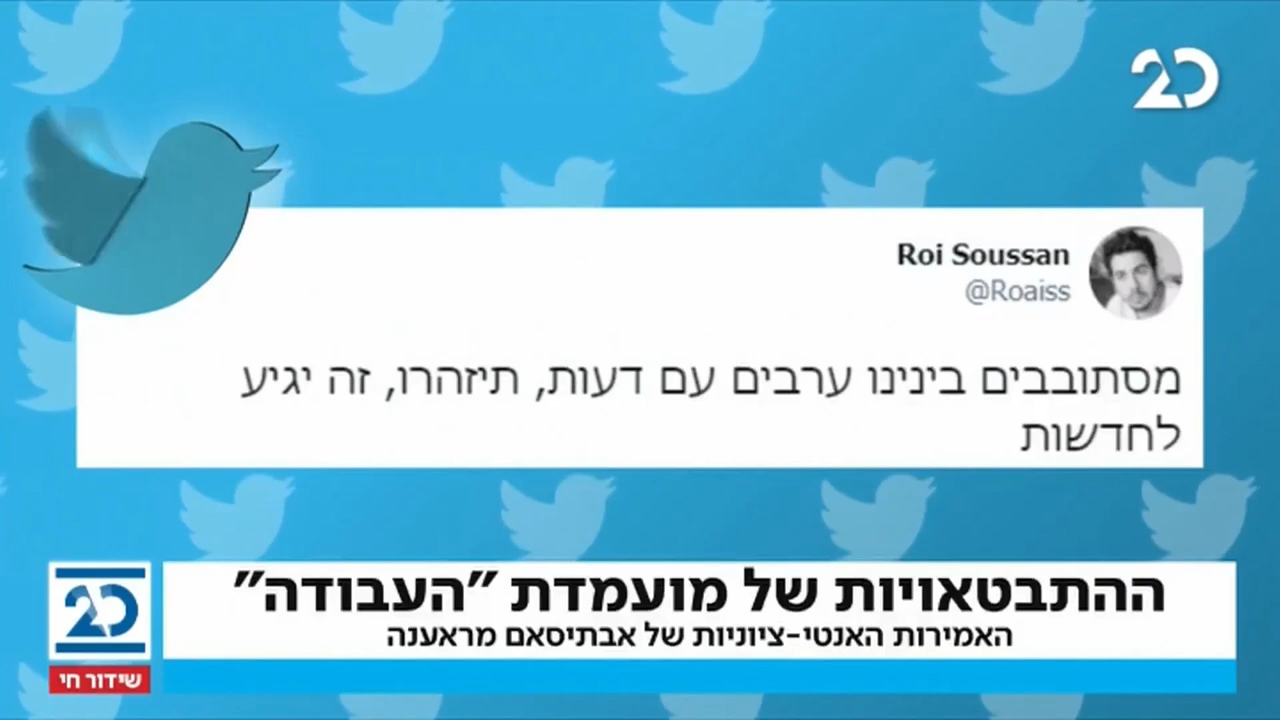 20
Roi Soussan
@Roaiss
מסתובבים בינינו ערבים עם דעות, תיזהרו, זה יגיע
לחדשות
ההתבטאויות של מועמדת "העבודה"
האמירות האנטי-ציוניות של אבתיסאם מראענה
20
שידור חי